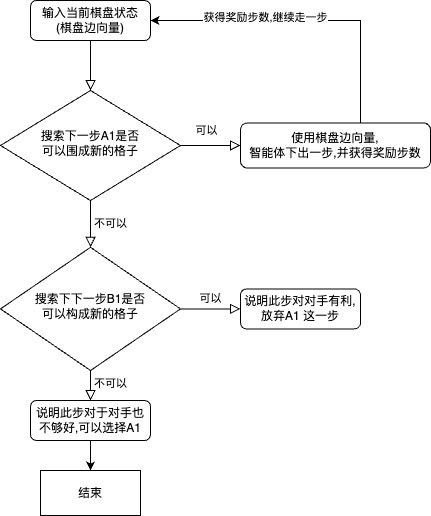 输入当前棋盘状态
(棋盘边向量)
获得奖励步数,继续走一步
搜索下一步A1是否
可以围成新的格子
可以
使用棋盘边向量,
智能体下出一步,并获得奖励步数
不可以
搜索下下一步B1是否
可以构成新的格子
可以
说明此步对对手有利,
放弃A1 这一步
不可以
说明此步对于对手也
不够好,可以选择A1
结束